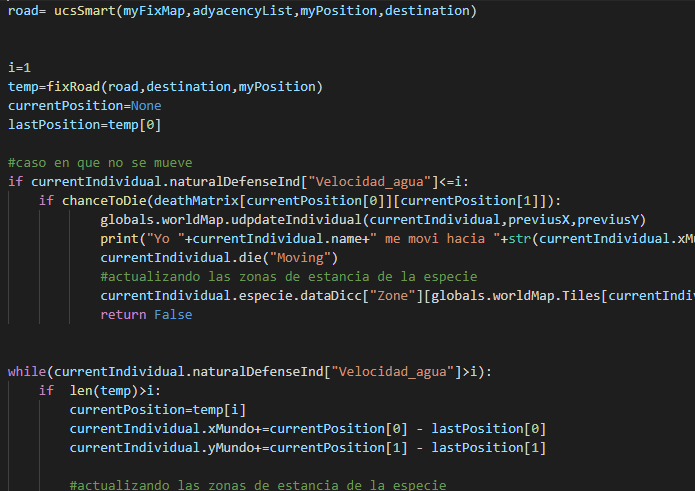 road= ucsSmart(myFixMap,adyacencyList,myPosition,destination)
i=1
temp=fixRoad(road,destination,myPosition)
currentPosition=None
lastPosition=temp[0]
#caso en que no se mueve
if currentIndividual.naturalDefenseInd["Velocidad_agua"]<=i:
if chanceToDie(deathMatrix[currentPosition[0]][currentPosition[1]]):
globals.worldMap.udpdateIndividual(currentIndividual,previusX,previusY)
print("Yo "+currentIndividual.name+" me movi hacia "+str(currentIndividual.xMu
currentIndividual.die("Moving")
#actualizando las zonas de estancia de la especie
currentIndividual.especie.dataDicc["Zone"][globals.worldMap.Tiles[currentIndiv
return False
while(currentIndividual.naturalDefenseInd["Velocidad_agua"]>i):
if  len(temp)>i:
currentPosition=temp[i]
currentIndividual.xMundo+=currentPosition[0] - lastPosition[0]
currentIndividual.yMundo+=currentPosition[1] - lastPosition[1]
#actualizando las zonas de estancia de la especie